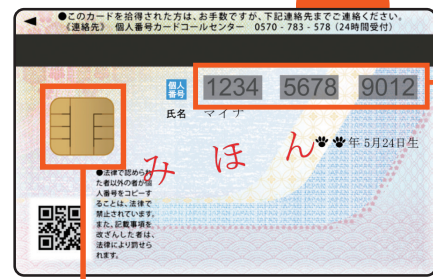 ●このカードを拾得された方は、お手数ですが、下記連絡先までご連絡ください。
《連絡先》 個人番号カードコールセンター 0570-783-578（24時間受付）
個人番号 1234 5678 9012
氏名 マイナ
年 5月24日生
みほん
●法律で認められ
た者以外の者が個
人番号をコピーす
ることは、法律で
禁止されています。
また、記載事項を
改ざんした者は、
法律により罰せら
れます。